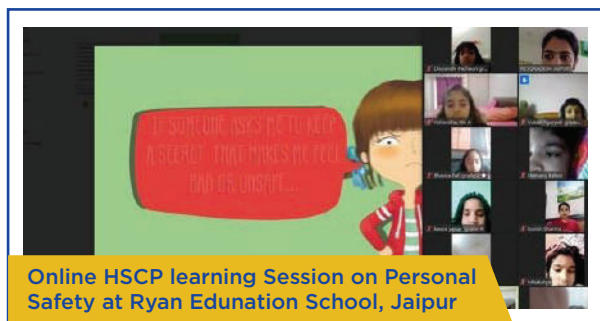 IF SOMEONE ASKS ME TO KEEP
A SECRET THAT MAKES ME FEEL
BAD OR UNSAFE...
Online HSCP learning Session on Personal
Safety at Ryan Edunation School, Jaipur